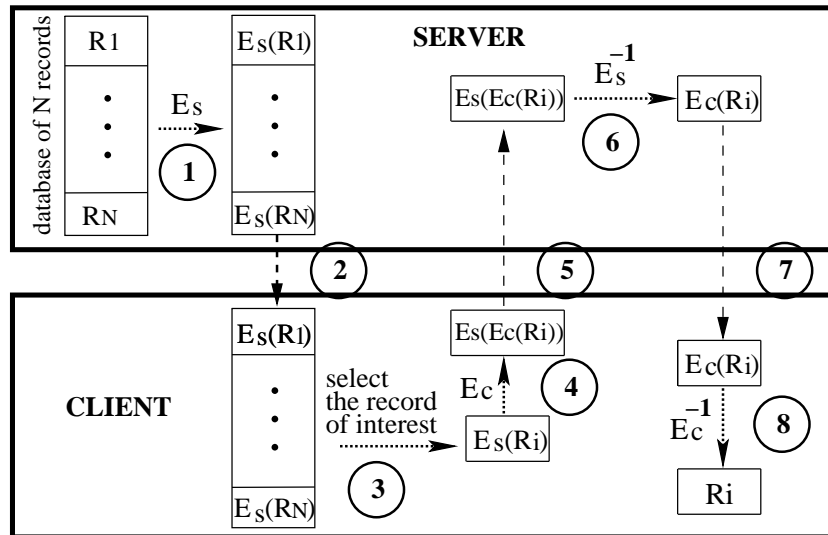 SERVER
database of N records
R1
RN
Es
1
Es(R1)
Es(RN)
Es(Ec(Ri))
Es⁻¹
6
Ec(Ri)
2
5
7
CLIENT
Es(R1)
Es(RN)
select
the record
of interest
3
Es(Ri)
Ec
4
Es(Ec(Ri))
Ec(Ri)
Ec⁻¹
8
Ri